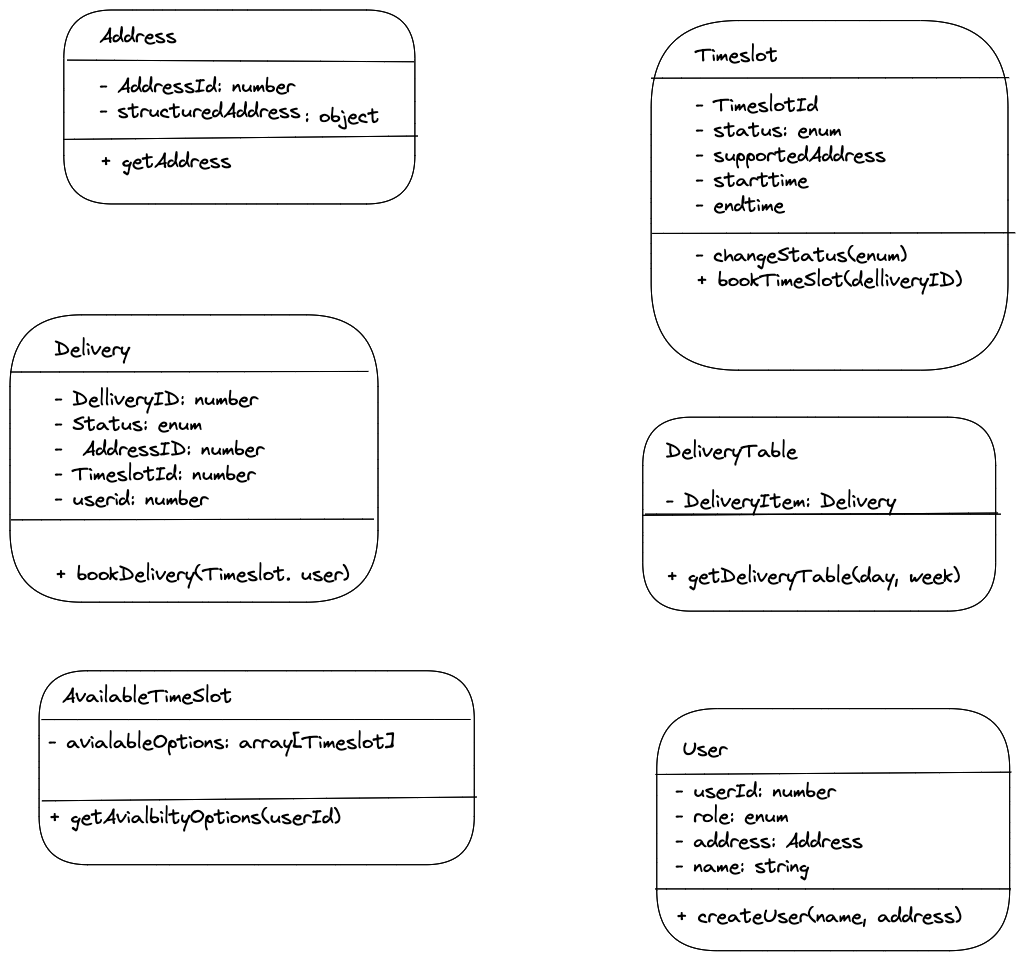 Address
- AddressId: number
- structuredAddress : object
+ getAddress
Timeslot
- TimeslotId
- status: enum
- supportedAddress
- starttime
- endtime
- changeStatus(enum)
+ bookTimeSlot(delliveryID)
Delivery
- DelliveryID: number
- Status: enum
- AddressID: number
- TimeslotId: number
- userid: number
+ bookDelivery(Timeslot. user)
DeliveryTable
- DeliveryItem: Delivery
+ getDeliveryTable(day, week)
AvailableTimeSlot
- avialableOptions: array[Timeslot]
+ getAvialbiltyOptions(userId)
User
- userId: number
- role: enum
- address: Address
- name: string
+ createUser(name, address)